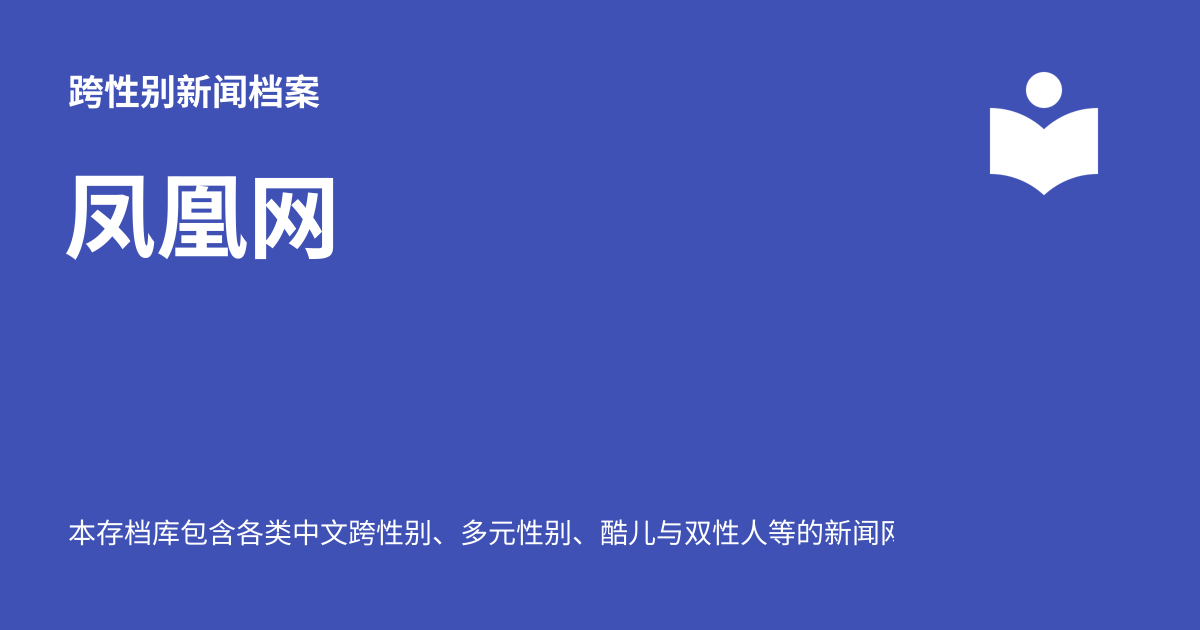 跨性别新闻档案
凤凰网
本存档库包含各类中文跨性别、多元性别、酷儿与双性人等的新闻